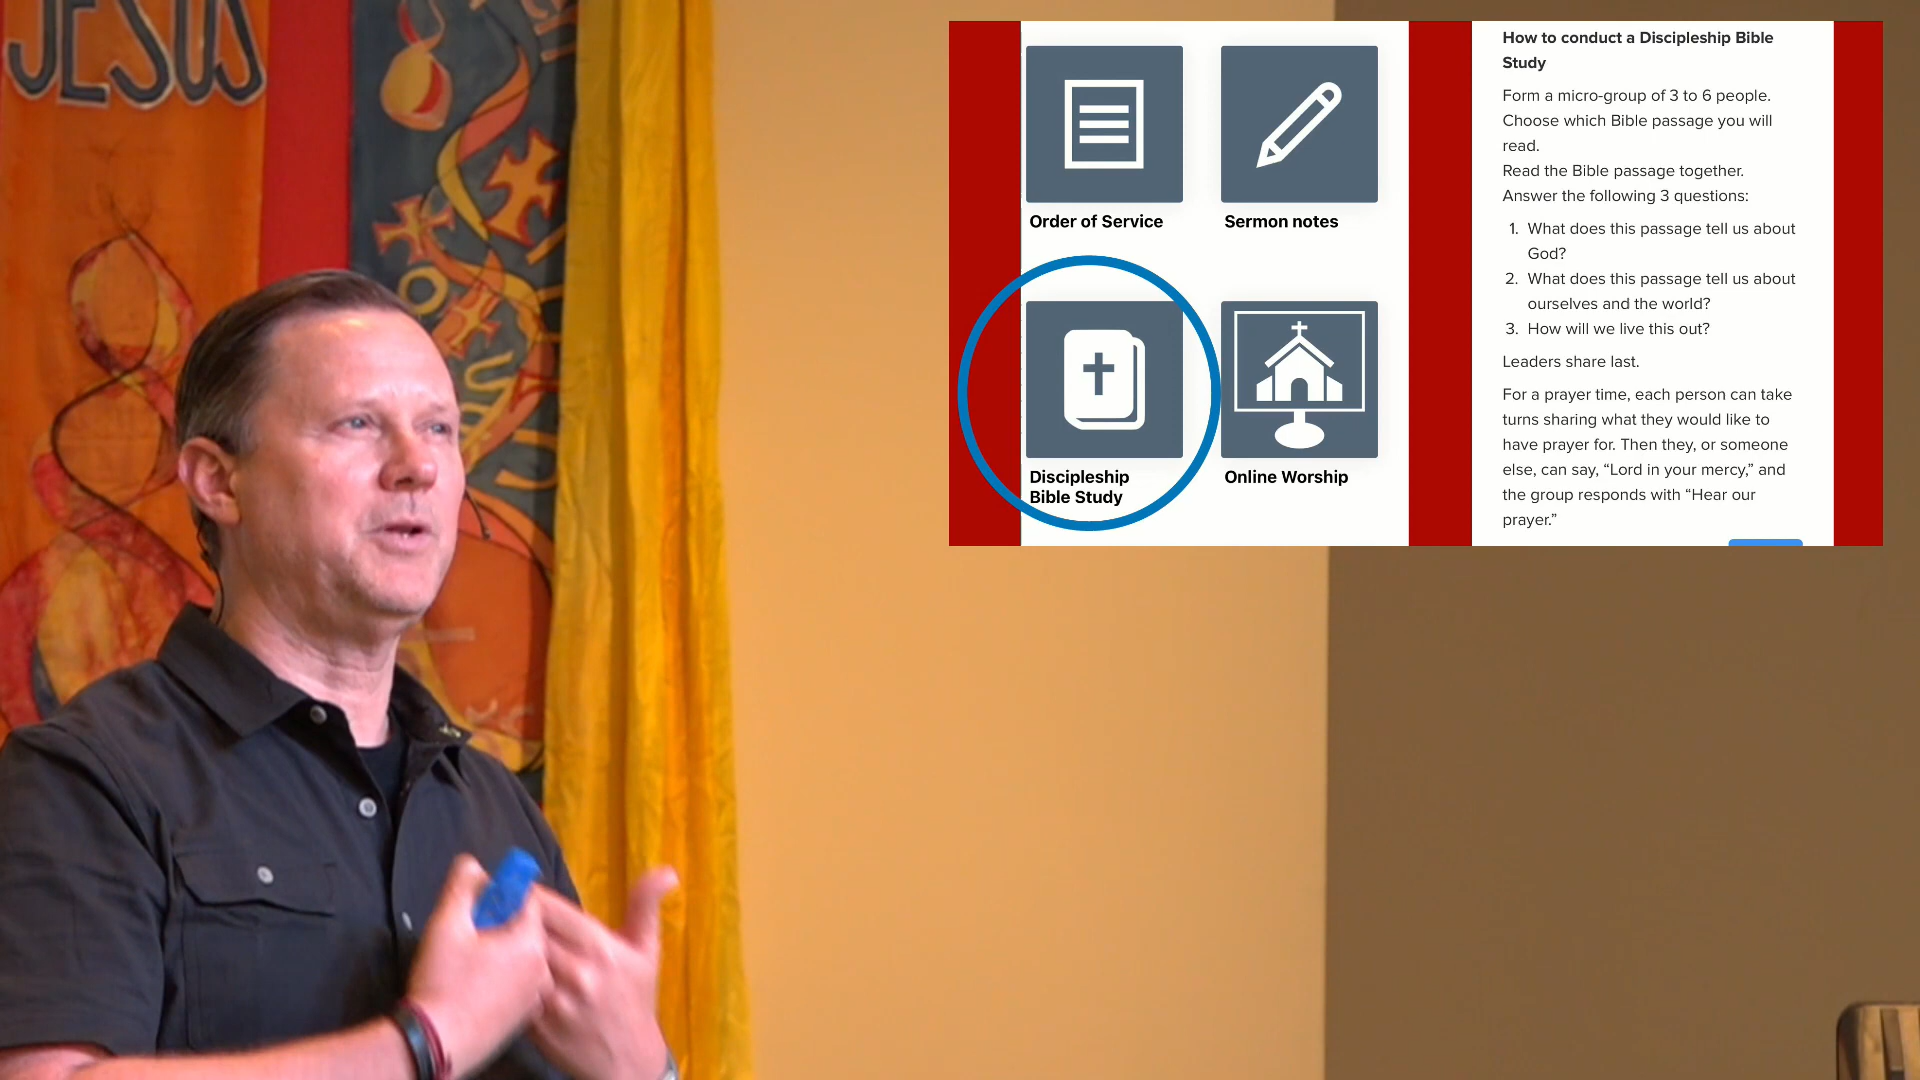 JESUS
Order of Service
Sermon notes
Discipleship
Bible Study
Online Worship
How to conduct a Discipleship Bible
Study
Form a micro-group of 3 to 6 people.
Choose which Bible passage you will
read.
Read the Bible passage together.
Answer the following 3 questions:
1. What does this passage tell us about
God?
2. What does this passage tell us about
ourselves and the world?
3. How will we live this out?
Leaders share last.
For a prayer time, each person can take
turns sharing what they would like to
have prayer for. Then they, or someone
else, can say, “Lord in your mercy,” and
the group responds with “Hear our
prayer.”